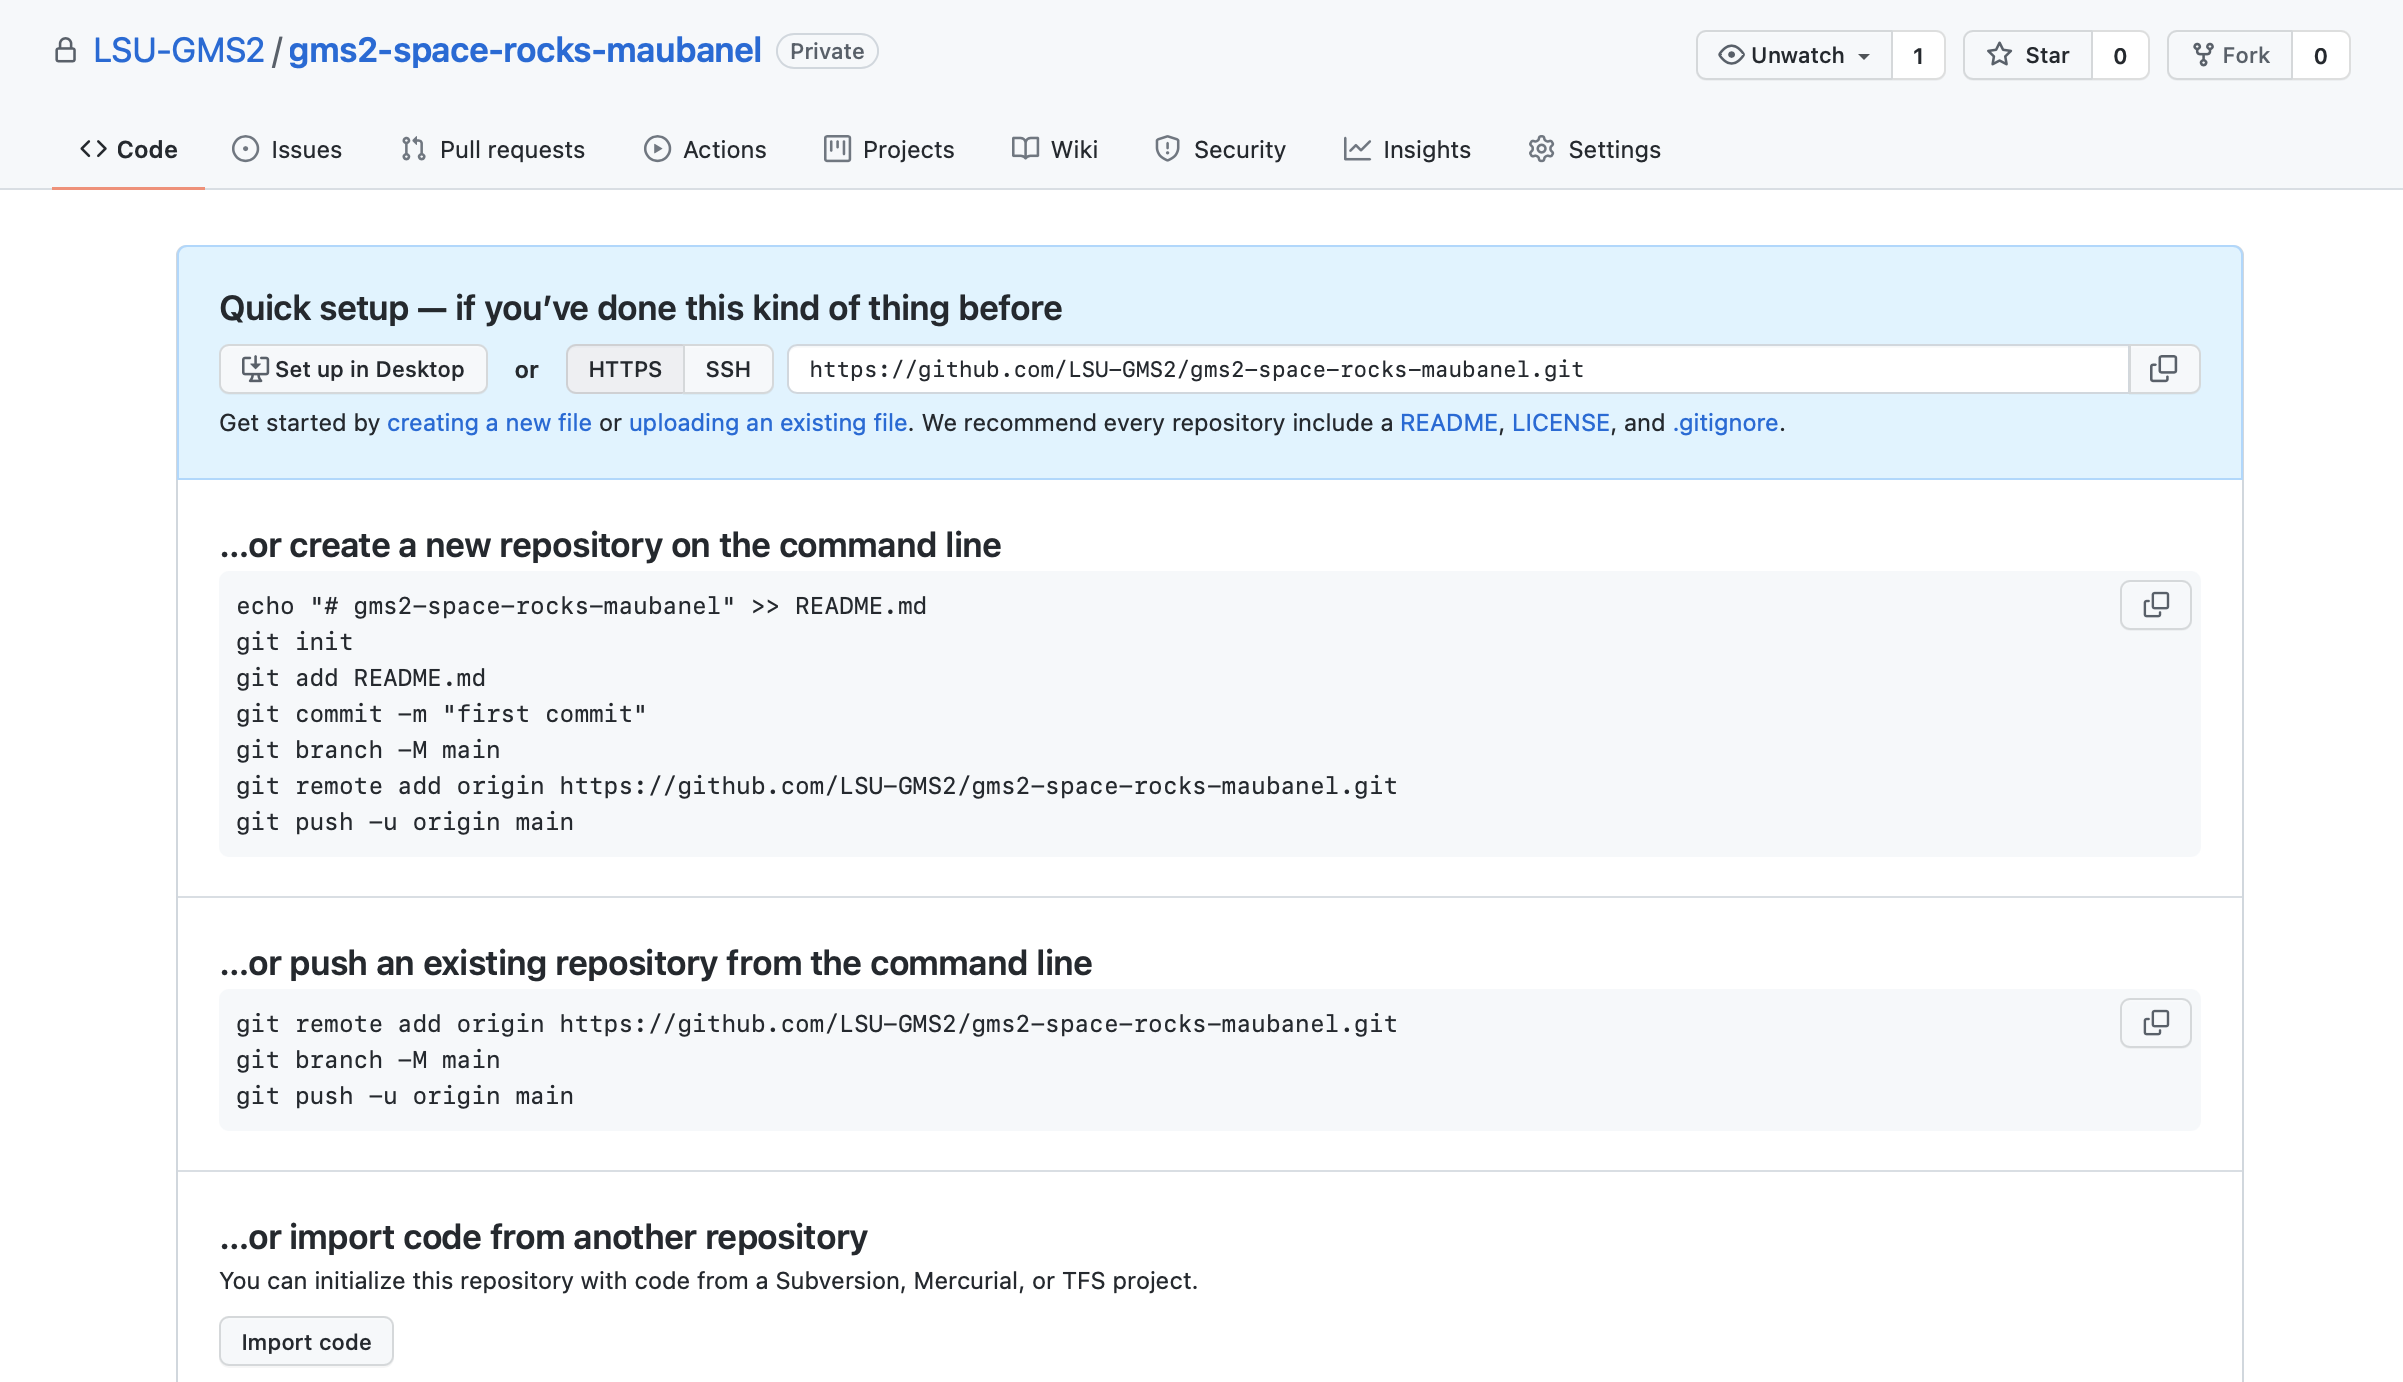 LSU-GMS2 / gms2-space-rocks-maubanel Private Unwatch 1 Star 0 Fork 0
Code Issues Pull requests Actions Projects Wiki Security Insights Settings
Quick setup — if you’ve done this kind of thing before
Set up in Desktop or HTTPS SSH https://github.com/LSU-GMS2/gms2-space-rocks-maubanel.git
Get started by creating a new file or uploading an existing file. We recommend every repository include a README, LICENSE, and .gitignore.
...or create a new repository on the command line
echo "# gms2-space-rocks-maubanel" >> README.md
git init
git add README.md
git commit -m "first commit"
git branch -M main
git remote add origin https://github.com/LSU-GMS2/gms2-space-rocks-maubanel.git
git push -u origin main
...or push an existing repository from the command line
git remote add origin https://github.com/LSU-GMS2/gms2-space-rocks-maubanel.git
git branch -M main
git push -u origin main
...or import code from another repository
You can initialize this repository with code from a Subversion, Mercurial, or TFS project.
Import code